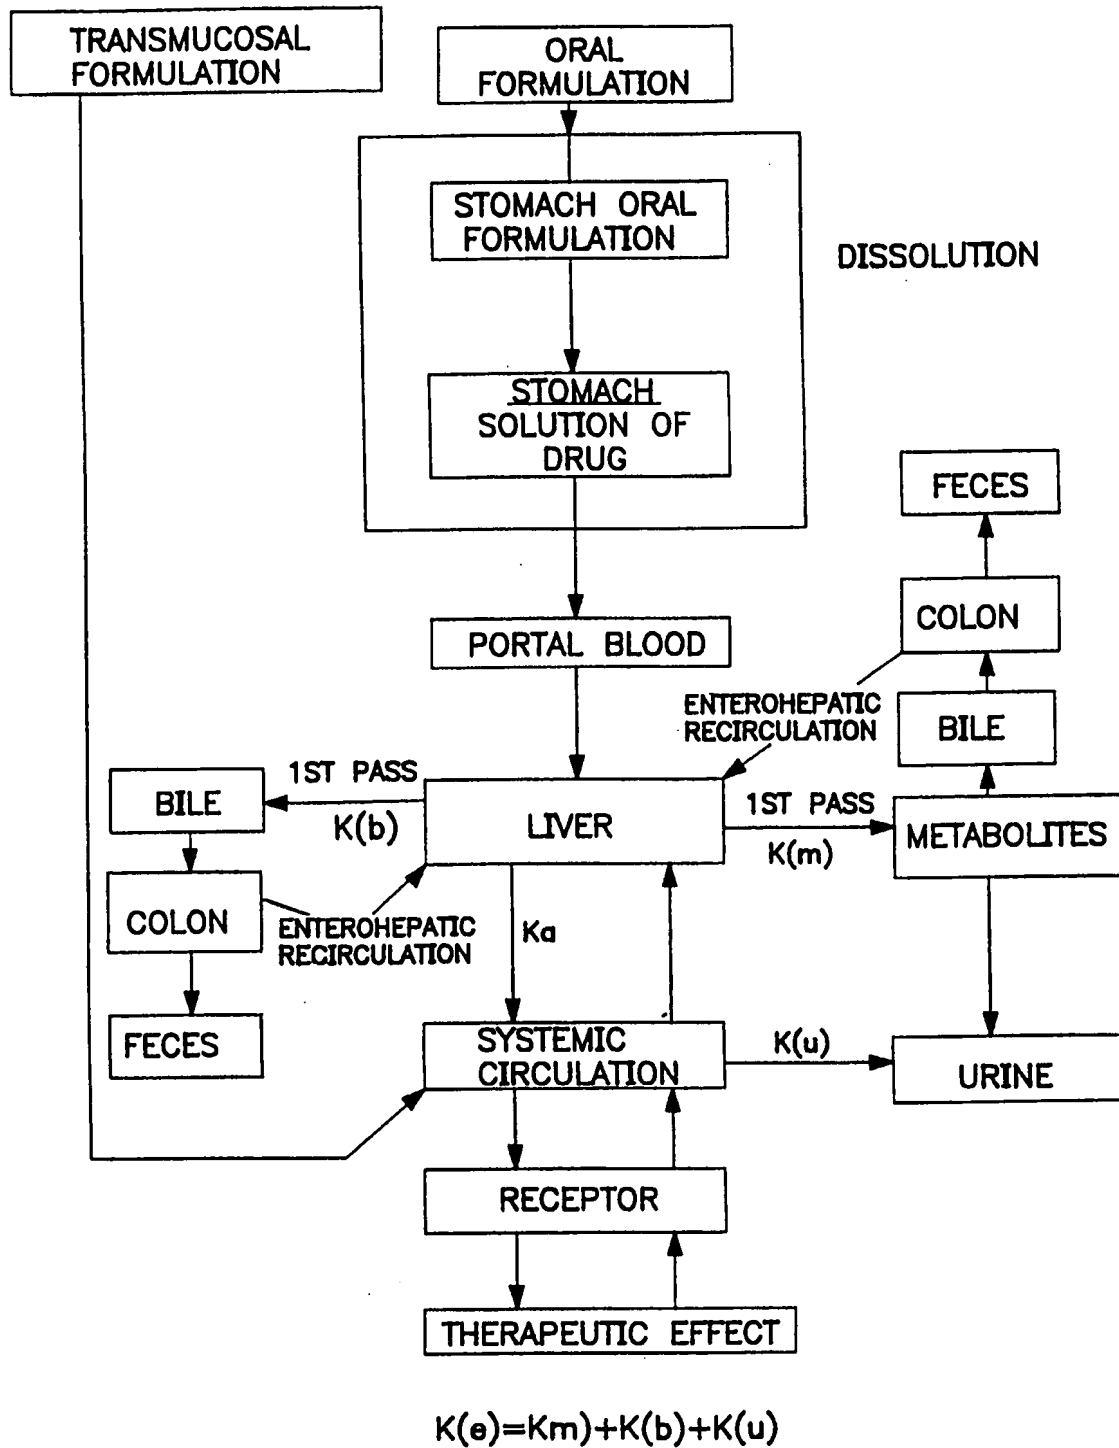 TRANSMUCOSAL
FORMULATION
ORAL
FORMULATION
STOMACH ORAL
FORMULATION
DISSOLUTION
STOMACH
SOLUTION OF
DRUG
FECES
COLON
PORTAL BLOOD
ENTEROHEPATIC
RECIRCULATION
BILE
1ST PASS
K(b)
BILE
LIVER
1ST PASS
K(m)
METABOLITES
COLON
ENTEROHEPATIC
RECIRCULATION
Ka
FECES
SYSTEMIC
CIRCULATION
K(u)
URINE
RECEPTOR
THERAPEUTIC EFFECT
K(e)=Km)+K(b)+K(u)